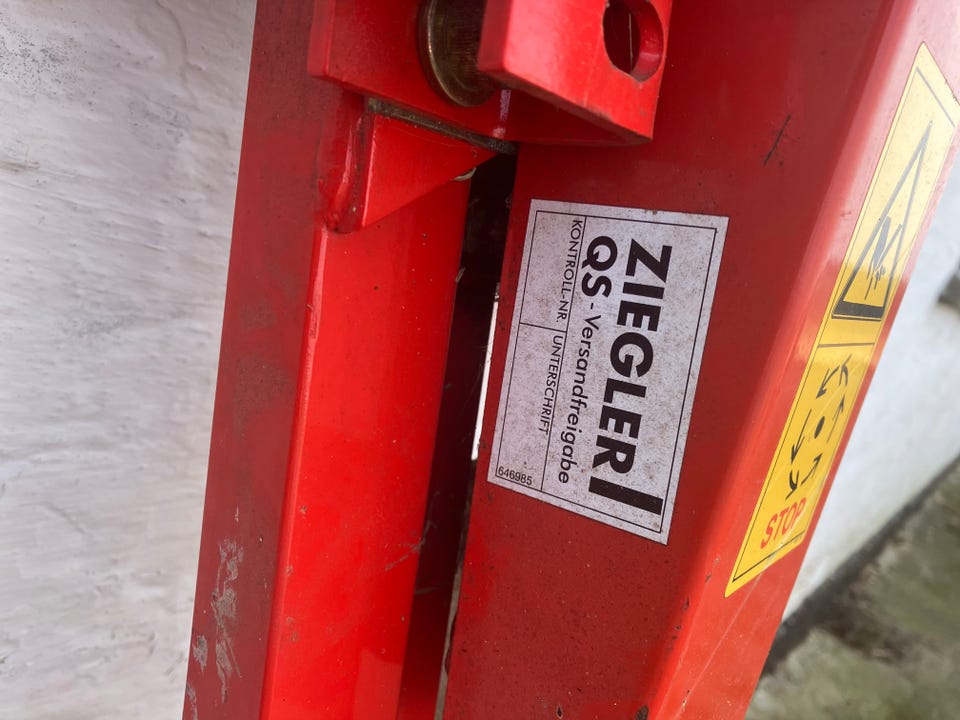 ZIEGLER
QS - Versandfreigabe
KONTROLL-NR. UNTERSCHRIFT
646985
STOP